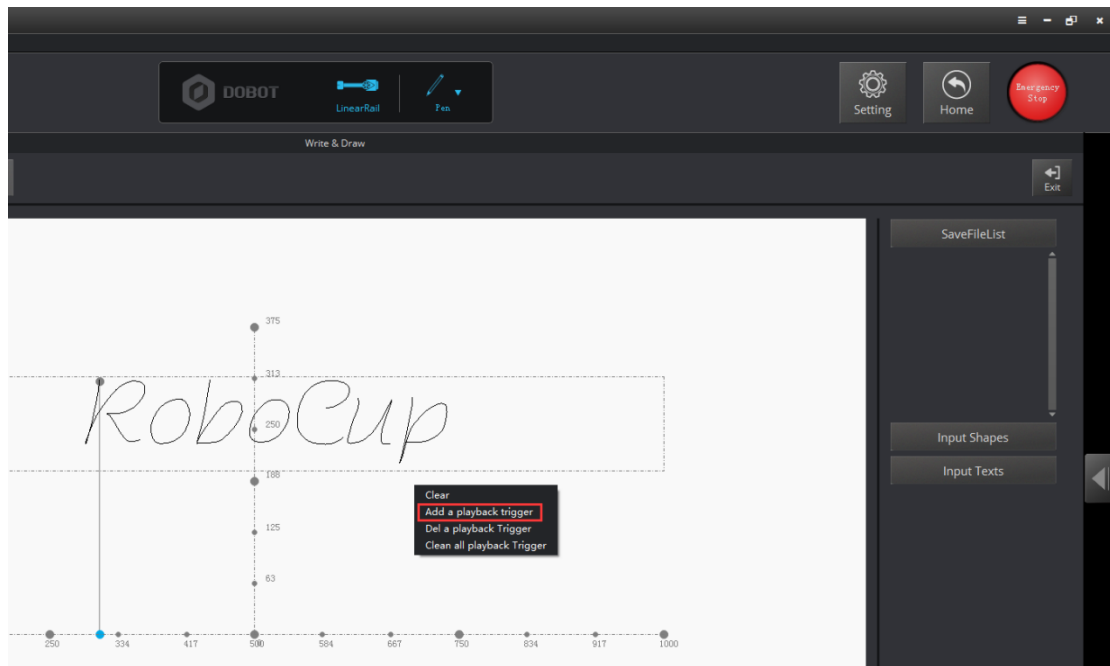 DOBOT
LinearRail
Pen
Setting
Home
Emergency
Stop
Write & Draw
Exit
SaveFileList
375
313
RoboCup
250
188
125
63
Clear
Add a playback trigger
Del a playback Trigger
Clean all playback Trigger
Input Shapes
Input Texts
250
334
417
500
584
667
750
834
917
1000